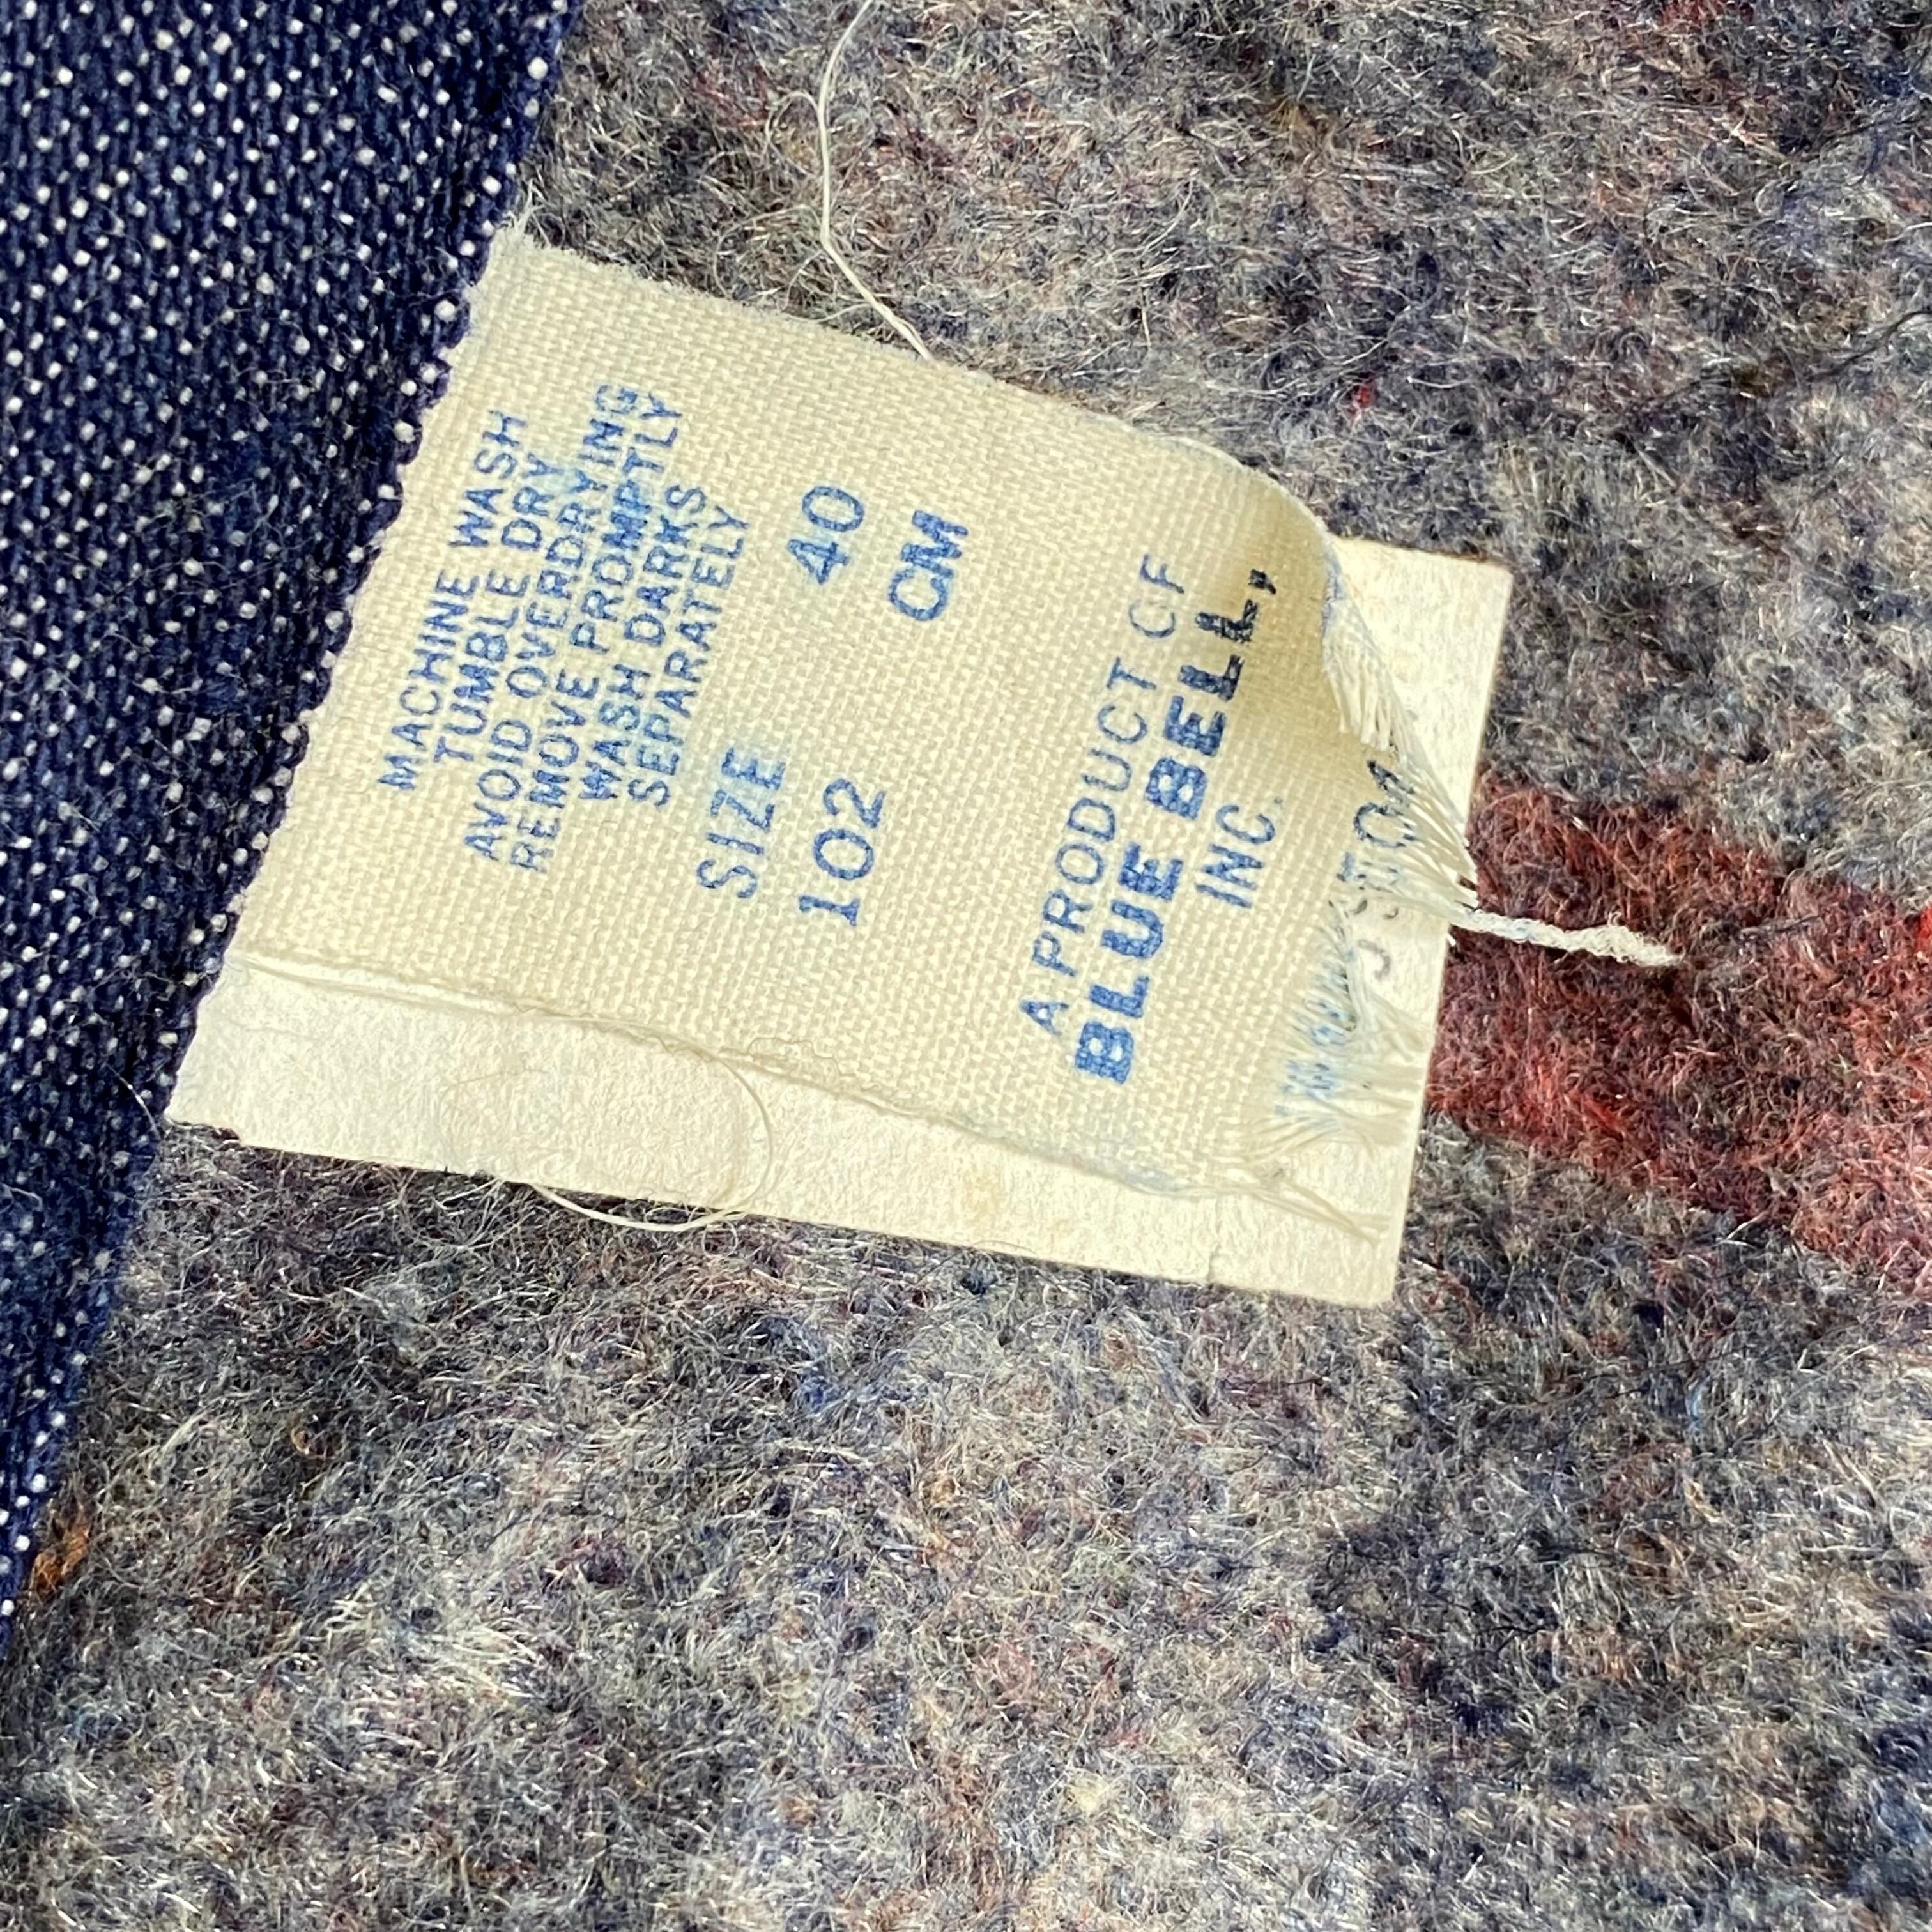 MACHINE WASH
TUMBLE DRY
AVOID OVERDRYING
REMOVE PROMPTLY
WASH DARKS
SEPARATELY
SIZE 40
102 CM
A PRODUCT OF
BLUE BELL,
INC.